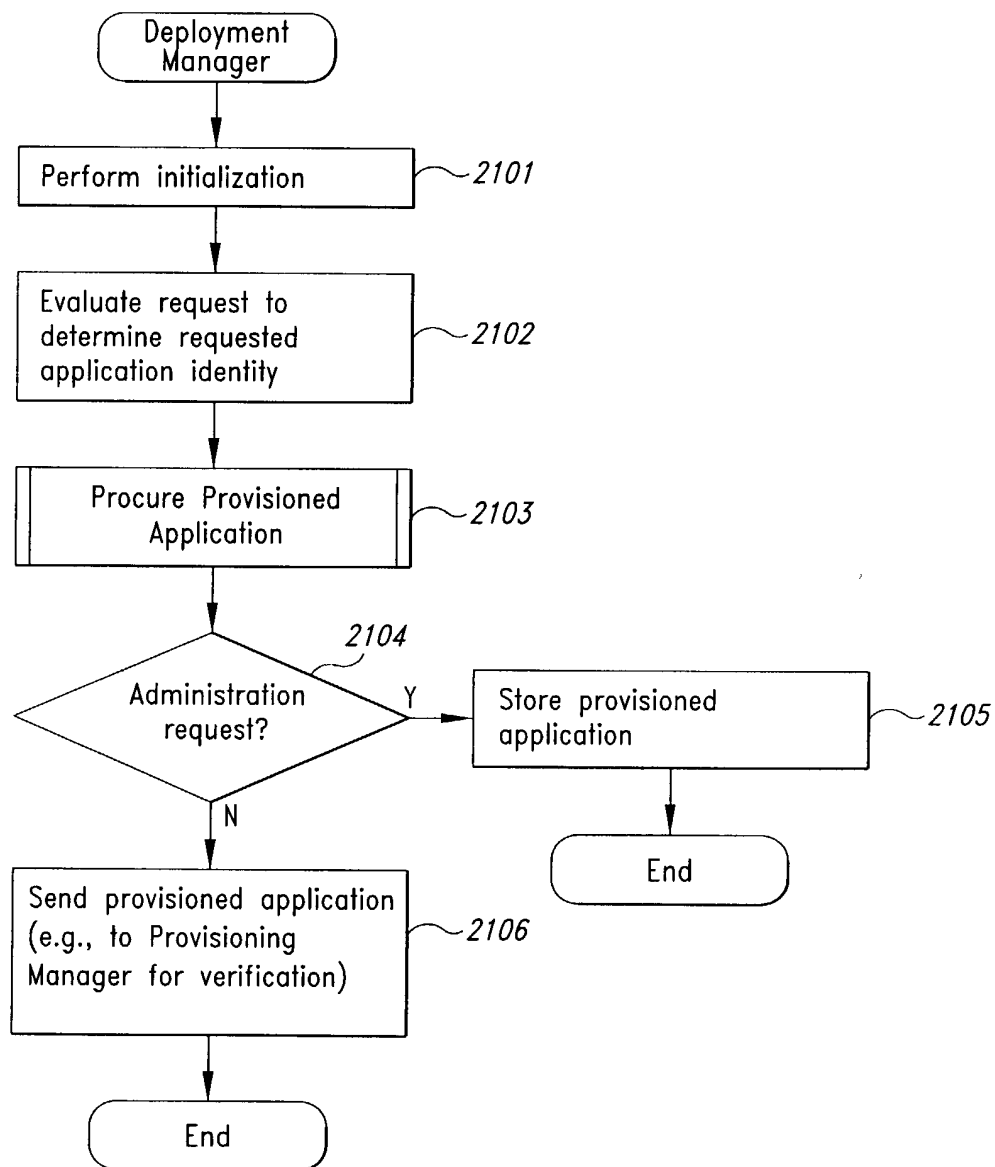 Deployment
Manager
Perform initialization
2101
Evaluate request to
determine requested
application identity
2102
Procure Provisioned
Application
2103
2104
Administration
request?
Y
Store provisioned
application
2105
End
N
Send provisioned application
(e.g., to Provisioning
Manager for verification)
2106
End